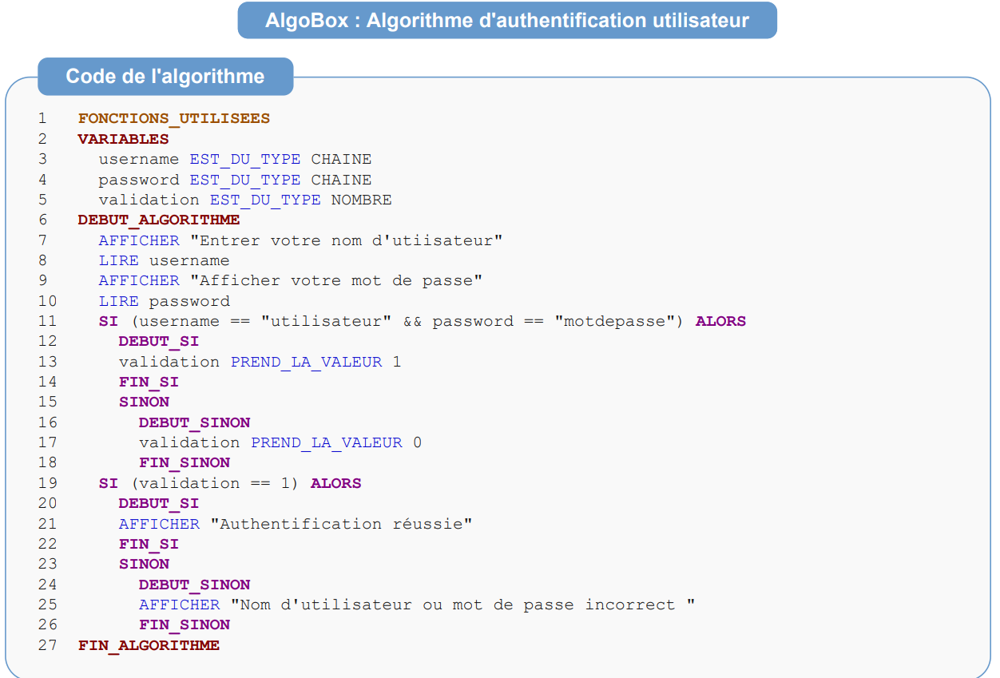 AlgoBox : Algorithme d'authentification utilisateur
Code de l'algorithme
1 FONCTIONS_UTILISEES
2 VARIABLES
3 username EST_DU_TYPE CHAINE
4 password EST_DU_TYPE CHAINE
5 validation EST_DU_TYPE NOMBRE
6 DEBUT_ALGORITHME
7 AFFICHER "Entrer votre nom d'utiisateur"
8 LIRE username
9 AFFICHER "Afficher votre mot de passe"
10 LIRE password
11 SI (username == "utilisateur" && password == "motdepasse") ALORS
12 DEBUT_SI
13 validation PREND_LA_VALEUR 1
14 FIN_SI
15 SINON
16 DEBUT_SINON
17 validation PREND_LA_VALEUR 0
18 FIN_SINON
19 SI (validation == 1) ALORS
20 DEBUT_SI
21 AFFICHER "Authentification réussie"
22 FIN_SI
23 SINON
24 DEBUT_SINON
25 AFFICHER "Nom d'utilisateur ou mot de passe incorrect "
26 FIN_SINON
27 FIN_ALGORITHME